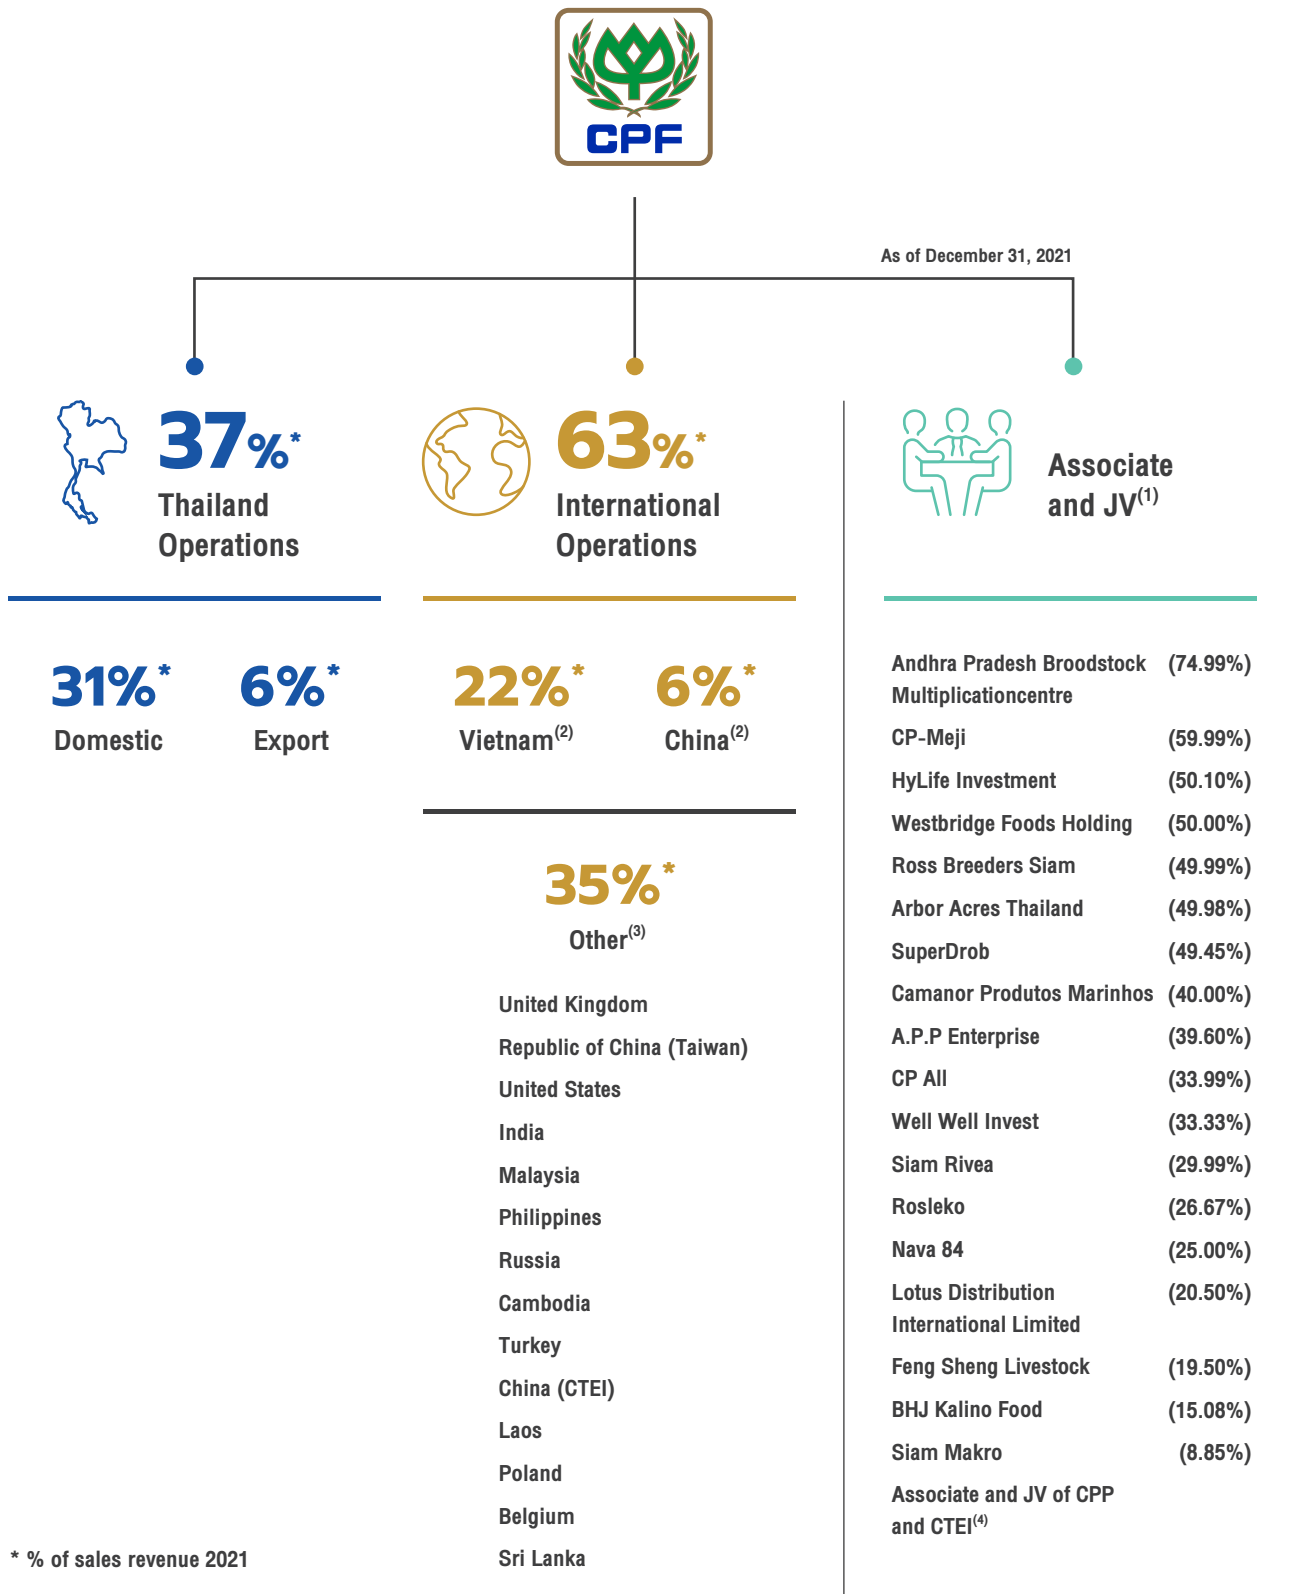 CPF
As of December 31, 2021
37%*
Thailand
Operations
31%*
Domestic
6%*
Export
63%*
International
Operations
22%*
Vietnam(2)
6%*
China(2)
35%*
Other(3)
United Kingdom
Republic of China (Taiwan)
United States
India
Malaysia
Philippines
Russia
Cambodia
Turkey
China (CTEI)
Laos
Poland
Belgium
Sri Lanka
Associate
and JV(1)
Andhra Pradesh Broodstock (74.99%)
Multiplicationcentre
CP-Meji (59.99%)
HyLife Investment (50.10%)
Westbridge Foods Holding (50.00%)
Ross Breeders Siam (49.99%)
Arbor Acres Thailand (49.98%)
SuperDrob (49.45%)
Camanor Produtos Marinhos (40.00%)
A.P.P Enterprise (39.60%)
CP All (33.99%)
Well Well Invest (33.33%)
Siam Rivea (29.99%)
Rosleko (26.67%)
Nava 84 (25.00%)
Lotus Distribution (20.50%)
International Limited
Feng Sheng Livestock (19.50%)
BHJ Kalino Food (15.08%)
Siam Makro (8.85%)
Associate and JV of CPP
and CTEI(4)
* % of sales revenue 2021